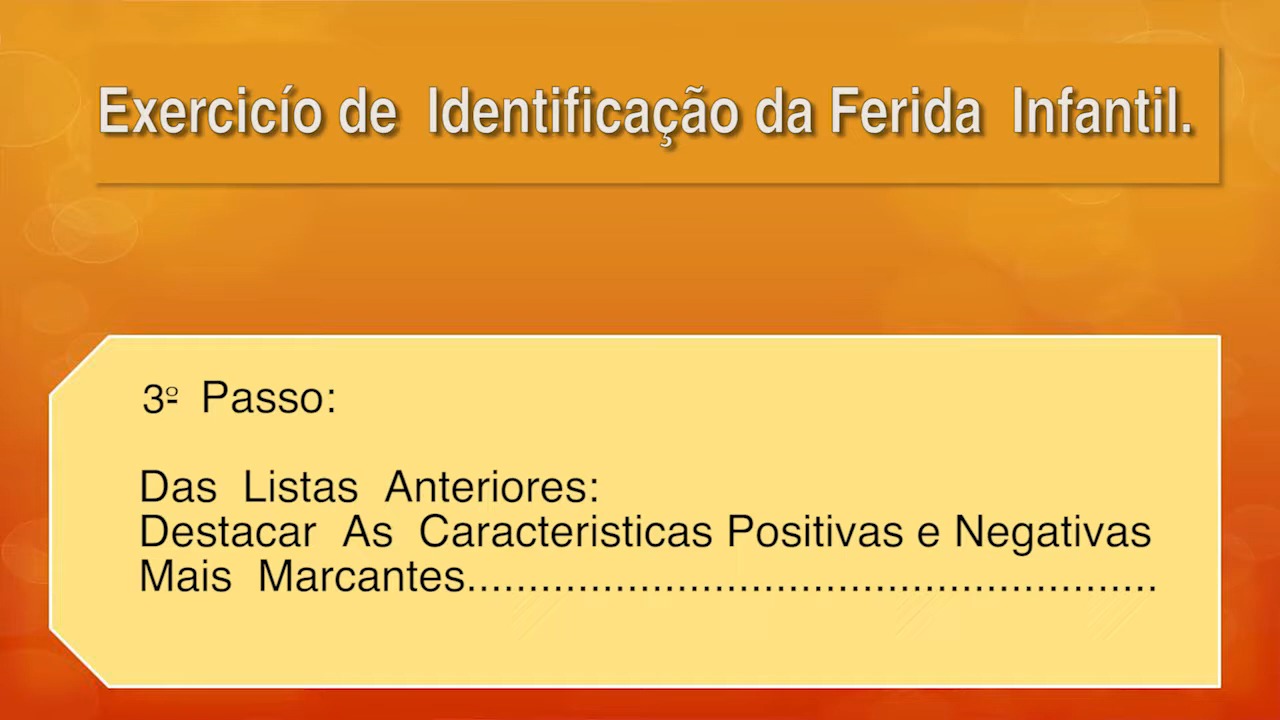 Exercicío de Identificação da Ferida Infantil.
3º Passo:
Das Listas Anteriores:
Destacar As Caracteristicas Positivas e Negativas
Mais Marcantes........................................................